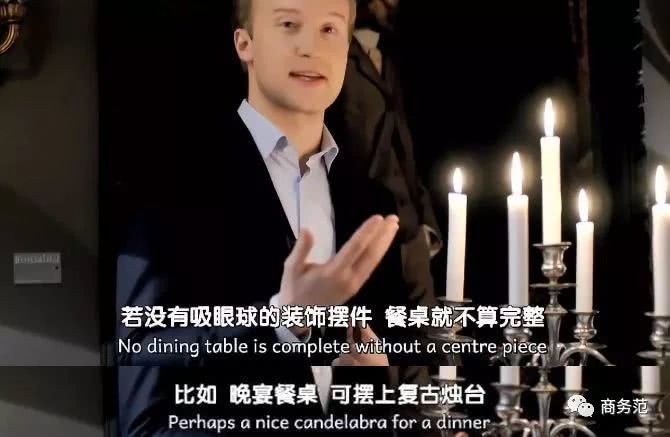 若没有吸眼球的装饰摆件 餐桌就不算完整
No dining table is complete without a centre piece
比如 晚宴餐桌 可摆上复古烛台
Perhaps a nice candelabra for a dinner
商务范